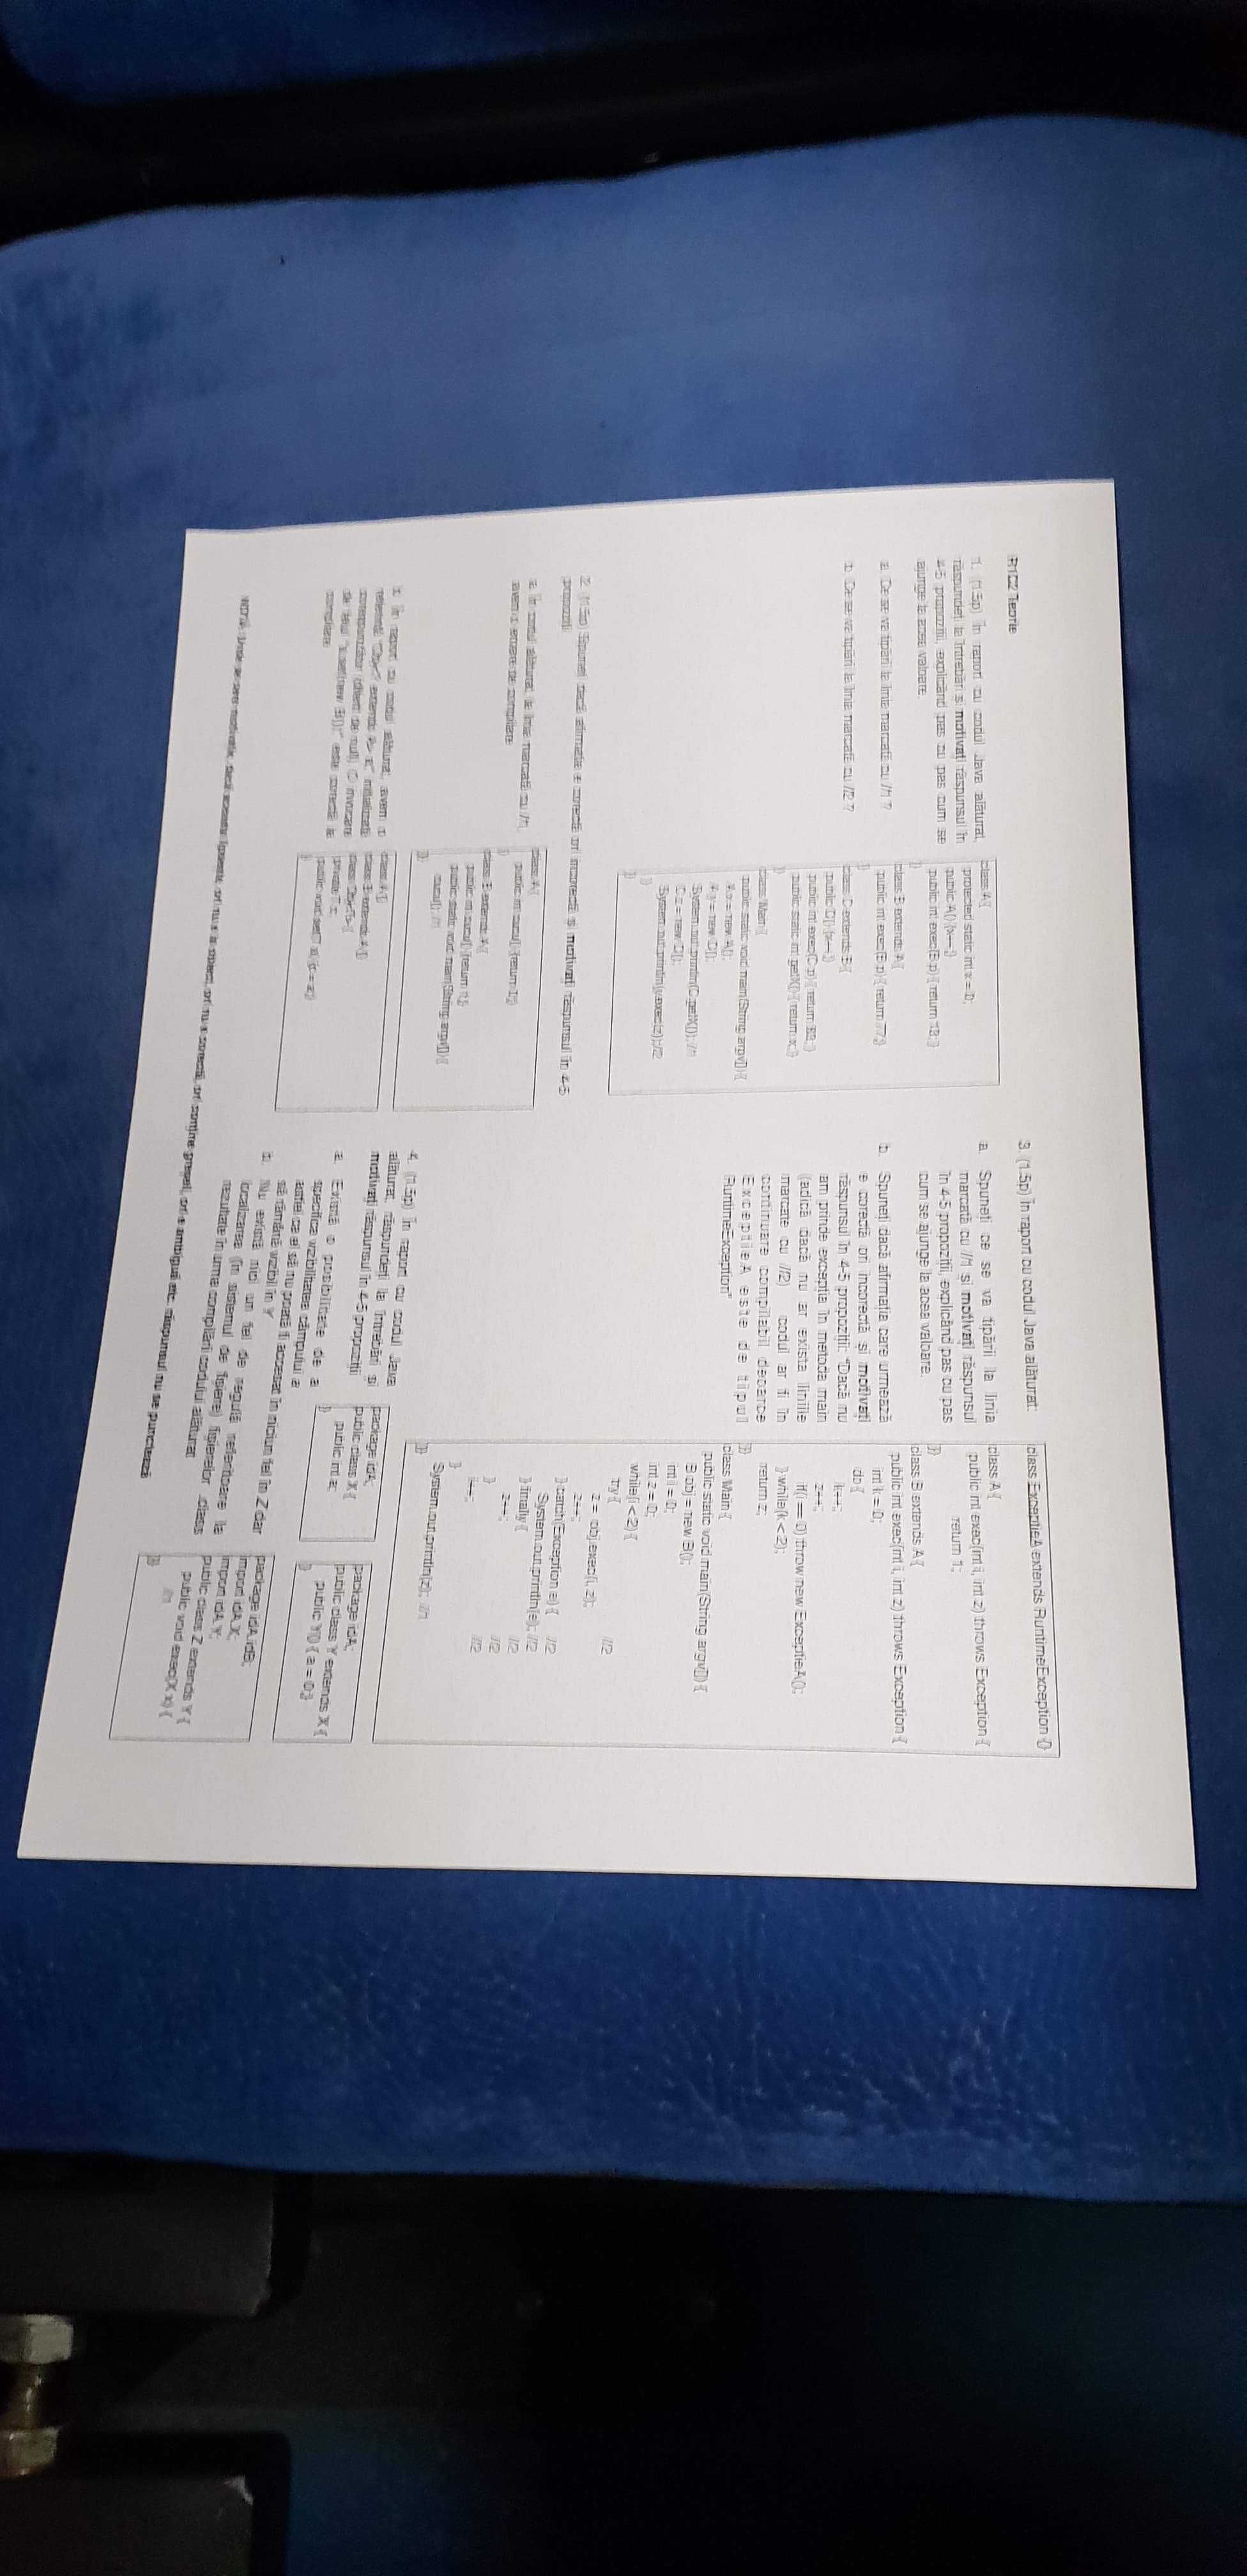 R1C2 Teorie
1. (1.5p) În raport cu codul Java alăturat,
răspundeți la întrebări și motivați răspunsul în
4-5 propoziții, explicând pas cu pas cum se
ajunge la acea valoare.
a. Ce se va tipări la linia marcată cu //1 ?
b. Ce se va tipări la linia marcată cu //2 ?
class A {
protected static int x = 0;
public A() {x--;}
public int exec(B p) { return 13; }
}
class B extends A {
public int exec(B p) { return 77;}
}
extends B {
{x--;}
public int exec( p) { return 83; }
public static int getX() { return x; }
}
class Main {
public static void main(String argv[]) {
A x = new A();
A y = new
System.out.println( .getX()); //1
z = new
System.out.println(y.exec(z));//2
}
}
2. (1.5p) Spuneți dacă afirmația e corectă ori incorectă și motivați răspunsul în 4-5
propoziții
a. În codul alăturat, la linia marcată cu //1,
avem o eroare de compilare
class A {
public int cucu() {return 0;}
}
class B extends A {
public int cucu() {return 1;}
public static void main(String argv[]) {
cucu(); //1
}}
b. În raport cu codul alăturat, avem o
referință extends inițializată
corespunzător (diferit de null). O invocare
de felul "x.set(new B());" este corectă la
compilare
class A {}
class B extends A {}
class
private T
public void set(T
}
3. (1.5p) În raport cu codul Java alăturat:
a. Spuneți ce se va tipării la linia
marcată cu //1 și motivați răspunsul
în 4-5 propoziții, explicând pas cu pas
cum se ajunge la acea valoare.
b. Spuneți dacă afirmația care urmează
e corectă ori incorectă și motivați
răspunsul în 4-5 propoziții: "Dacă nu
am prinde excepția în metoda main
(adică dacă nu ar exista liniile
marcate cu //2) codul ar fi în
continuare compilabil deoarce
ExceptileA este de tipul
RuntimeException"
class ExceptieA extends RuntimeException {}
class A {
public int exec(int i, int z) throws Exception {
return 1;
}}
class B extends A {
public int exec(int i, int z) throws Exception {
int k = 0;
do {
k++;
z++;
if(i == 0) throw new ExceptieA();
} while(k < 2);
return z;
}}
class Main {
public static void main(String argv[]) {
B obj = new B();
int i = 0;
int z = 0;
while(i < 2) {
try { //2
z = obj.exec(i, z);
z++;
} catch(Exception e) { //2
System.out.println(e); //2
} finally { //2
z++; //2
} //2
i++;
}
System.out.println(z); //1
}}
4. (1.5p) În raport cu codul Java
alăturat, răspundeți la întrebări și
motivați răspunsul în 4-5 propoziții
a. Există o posibilitate de a
specifica vizibilitatea câmpului a
astfel ca el să nu poată fi accesat în niciun fel în Z dar
să rămână vizibil în Y
b. Nu există nici un fel de regulă referitoare la
localizarea (în sistemul de fișiere) fișierelor .class
rezultate în urma compilării codului alăturat
package idA;
public class X {
public int a;
}
package idA;
public class Y extends X {
public Y() { a = 0;}
}
package idA.idB;
import idA.X;
import idA.Y;
public class Z extends Y {
public void exec(X x) {
//1
}}
NOTĂ: Unde se cere motivație, dacă aceasta lipsește, ori nu e la obiect, ori nu e corectă, ori conține greșeli, ori e ambiguă etc. răspunsul nu se punctează